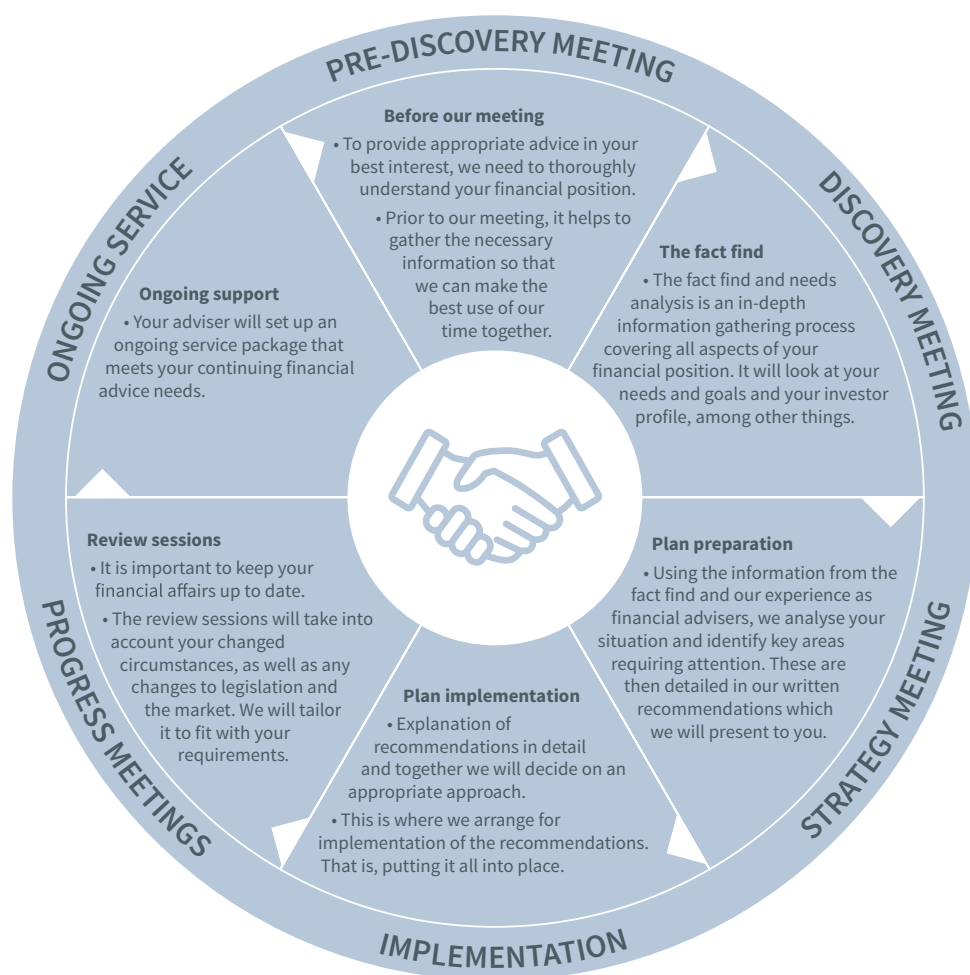 PRE-DISCOVERY MEETING
Before our meeting
• To provide appropriate advice in your
best interest, we need to thoroughly
understand your financial position.
• Prior to our meeting, it helps to
gather the necessary
information so that
we can make the
best use of our
time together.
DISCOVERY MEETING
The fact find
• The fact find and needs
analysis is an in-depth
information gathering process
covering all aspects of your
financial position. It will look at your
needs and goals and your investor
profile, among other things.
STRATEGY MEETING
Plan preparation
• Using the information from the
fact find and our experience as
financial advisers, we analyse your
situation and identify key areas
requiring attention. These are
then detailed in our written
recommendations which
we will present to you.
IMPLEMENTATION
Plan implementation
• Explanation of
recommendations in detail
and together we will decide on an
appropriate approach.
• This is where we arrange for
implementation of the recommendations.
That is, putting it all into place.
PROGRESS MEETINGS
Review sessions
• It is important to keep your
financial affairs up to date.
• The review sessions will take into
account your changed
circumstances, as well as any
changes to legislation and
the market. We will tailor
it to fit with your
requirements.
ONGOING SERVICE
Ongoing support
• Your adviser will set up an
ongoing service package that
meets your continuing financial
advice needs.